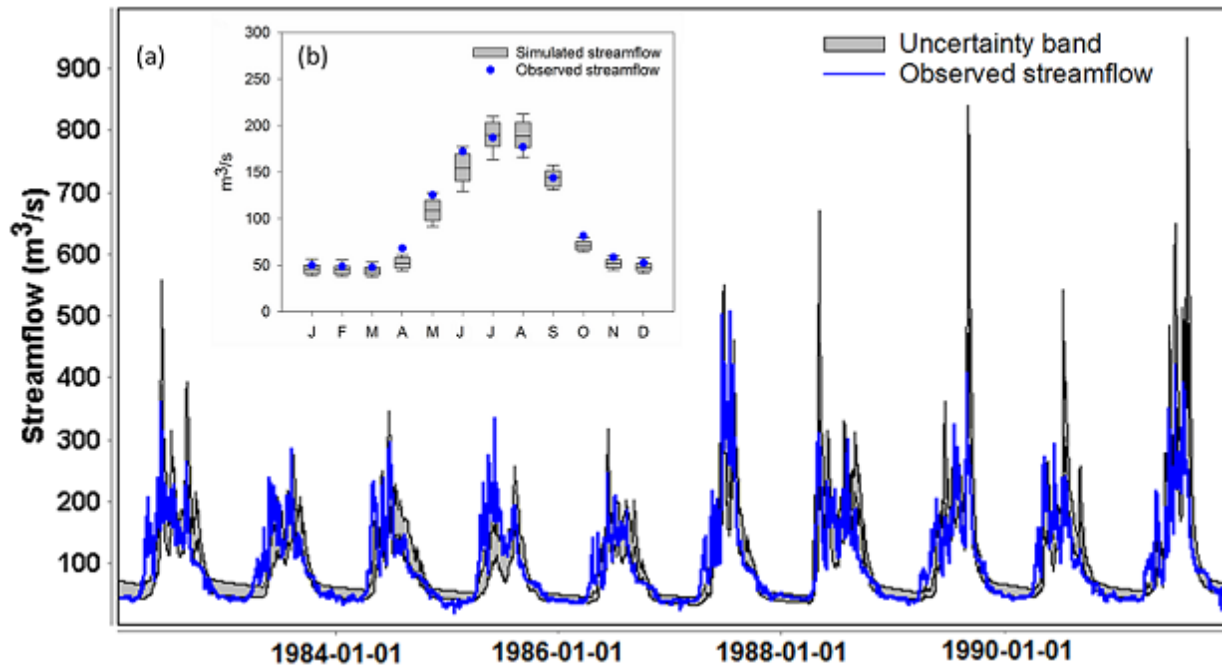 (a)
(b)
Simulated streamflow
Observed streamflow
300
250
200
150
100
50
0
m³/s
J F M A M J J A S O N D
Uncertainty band
Observed streamflow
Streamflow (m³/s)
900
800
700
600
500
400
300
200
100
1984-01-01 1986-01-01 1988-01-01 1990-01-01